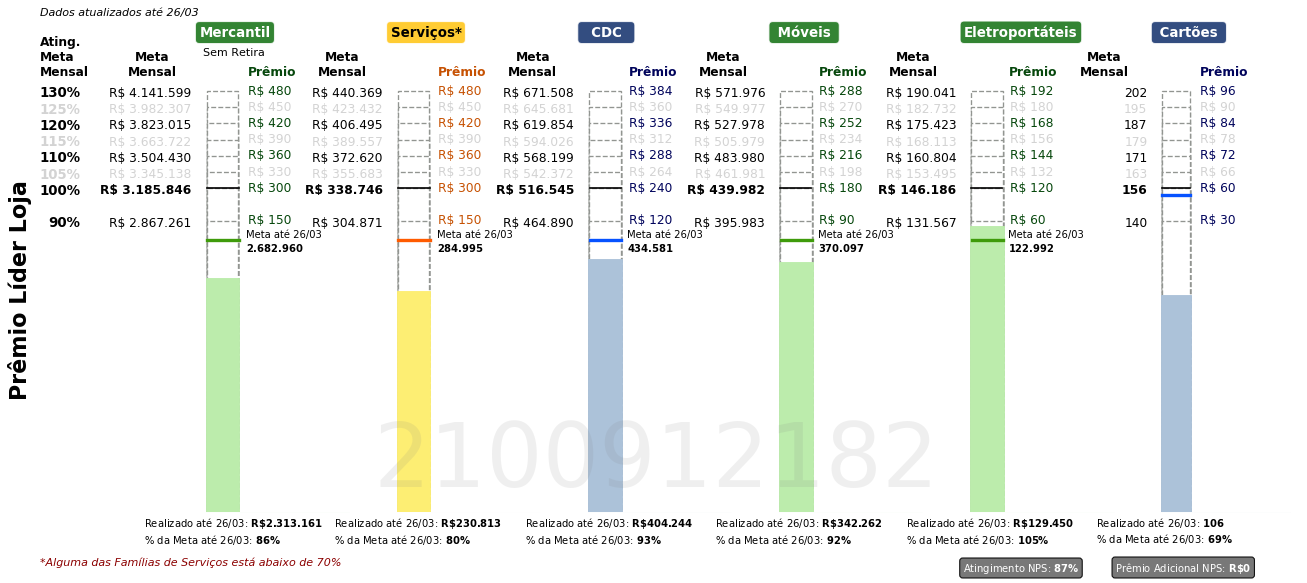 Dados atualizados até 26/03
Mercantil Serviços* CDC Móveis Eletroportáteis Cartões
Sem Retira
Ating. Meta Mensal
Meta Mensal Prêmio Meta Mensal Prêmio Meta Mensal Prêmio Meta Mensal Prêmio Meta Mensal Prêmio Meta Mensal Prêmio
130% R$ 4.141.599 R$ 480 R$ 440.369 R$ 480 R$ 671.508 R$ 384 R$ 571.976 R$ 288 R$ 190.041 R$ 192 202 R$ 96
125% R$ 3.982.307 R$ 450 R$ 423.432 R$ 450 R$ 645.681 R$ 360 R$ 549.977 R$ 270 R$ 182.732 R$ 180 195 R$ 90
120% R$ 3.823.015 R$ 420 R$ 406.495 R$ 420 R$ 619.854 R$ 336 R$ 527.978 R$ 252 R$ 175.423 R$ 168 187 R$ 84
115% R$ 3.663.722 R$ 390 R$ 389.557 R$ 390 R$ 594.026 R$ 312 R$ 505.979 R$ 234 R$ 168.113 R$ 156 179 R$ 78
110% R$ 3.504.430 R$ 360 R$ 372.620 R$ 360 R$ 568.199 R$ 288 R$ 483.980 R$ 216 R$ 160.804 R$ 144 171 R$ 72
105% R$ 3.345.138 R$ 330 R$ 355.683 R$ 330 R$ 542.372 R$ 264 R$ 461.981 R$ 198 R$ 153.495 R$ 132 163 R$ 66
100% R$ 3.185.846 R$ 300 R$ 338.746 R$ 300 R$ 516.545 R$ 240 R$ 439.982 R$ 180 R$ 146.186 R$ 120 156 R$ 60
90% R$ 2.867.261 R$ 150 R$ 304.871 R$ 150 R$ 464.890 R$ 120 R$ 395.983 R$ 90 R$ 131.567 R$ 60 140 R$ 30
Meta até 26/03 Meta até 26/03 Meta até 26/03 Meta até 26/03 Meta até 26/03
2.682.960 284.995 434.581 370.097 122.992
Prêmio Líder Loja
2100912182
Realizado até 26/03: R$2.313.161 Realizado até 26/03: R$230.813 Realizado até 26/03: R$404.244 Realizado até 26/03: R$342.262 Realizado até 26/03: R$129.450 Realizado até 26/03: 106
% da Meta até 26/03: 86% % da Meta até 26/03: 80% % da Meta até 26/03: 93% % da Meta até 26/03: 92% % da Meta até 26/03: 105% % da Meta até 26/03: 69%
*Alguma das Famílias de Serviços está abaixo de 70%
Atingimento NPS: 87% Prêmio Adicional NPS: R$0